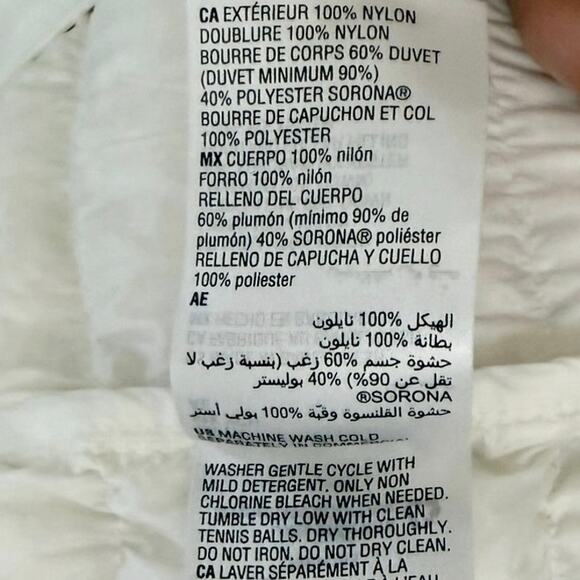 CA EXTÉRIEUR 100% NYLON
DOUBLURE 100% NYLON
BOURRE DE CORPS 60% DUVET
(DUVET MINIMUM 90%)
40% POLYESTER SORONA®
BOURRE DE CAPUCHON ET COL
100% POLYESTER
MX CUERPO 100% nilón
FORRO 100% nilón
RELLENO DEL CUERPO
60% plumón (mínimo 90% de
plumón) 40% SORONA® poliéster
RELLENO DE CAPUCHA Y CUELLO
100% poliester
AE
الهيكل 100% نايلون
بطانة 100% نايلون
حشوة جسم 60% زغب (بنسبة زغب لا
تقل عن 90%) 40% بوليستر
SORONA®
حشوة القلنسوة وقبّة 100% بولي أستر
US MACHINE WASH COLD
SEPARATELY IN COMMERCIAL
WASHER GENTLE CYCLE WITH
MILD DETERGENT. ONLY NON
CHLORINE BLEACH WHEN NEEDED.
TUMBLE DRY LOW WITH CLEAN
TENNIS BALLS. DRY THOROUGHLY.
DO NOT IRON. DO NOT DRY CLEAN.
CA LAVER SÉPARÉMENT À LA